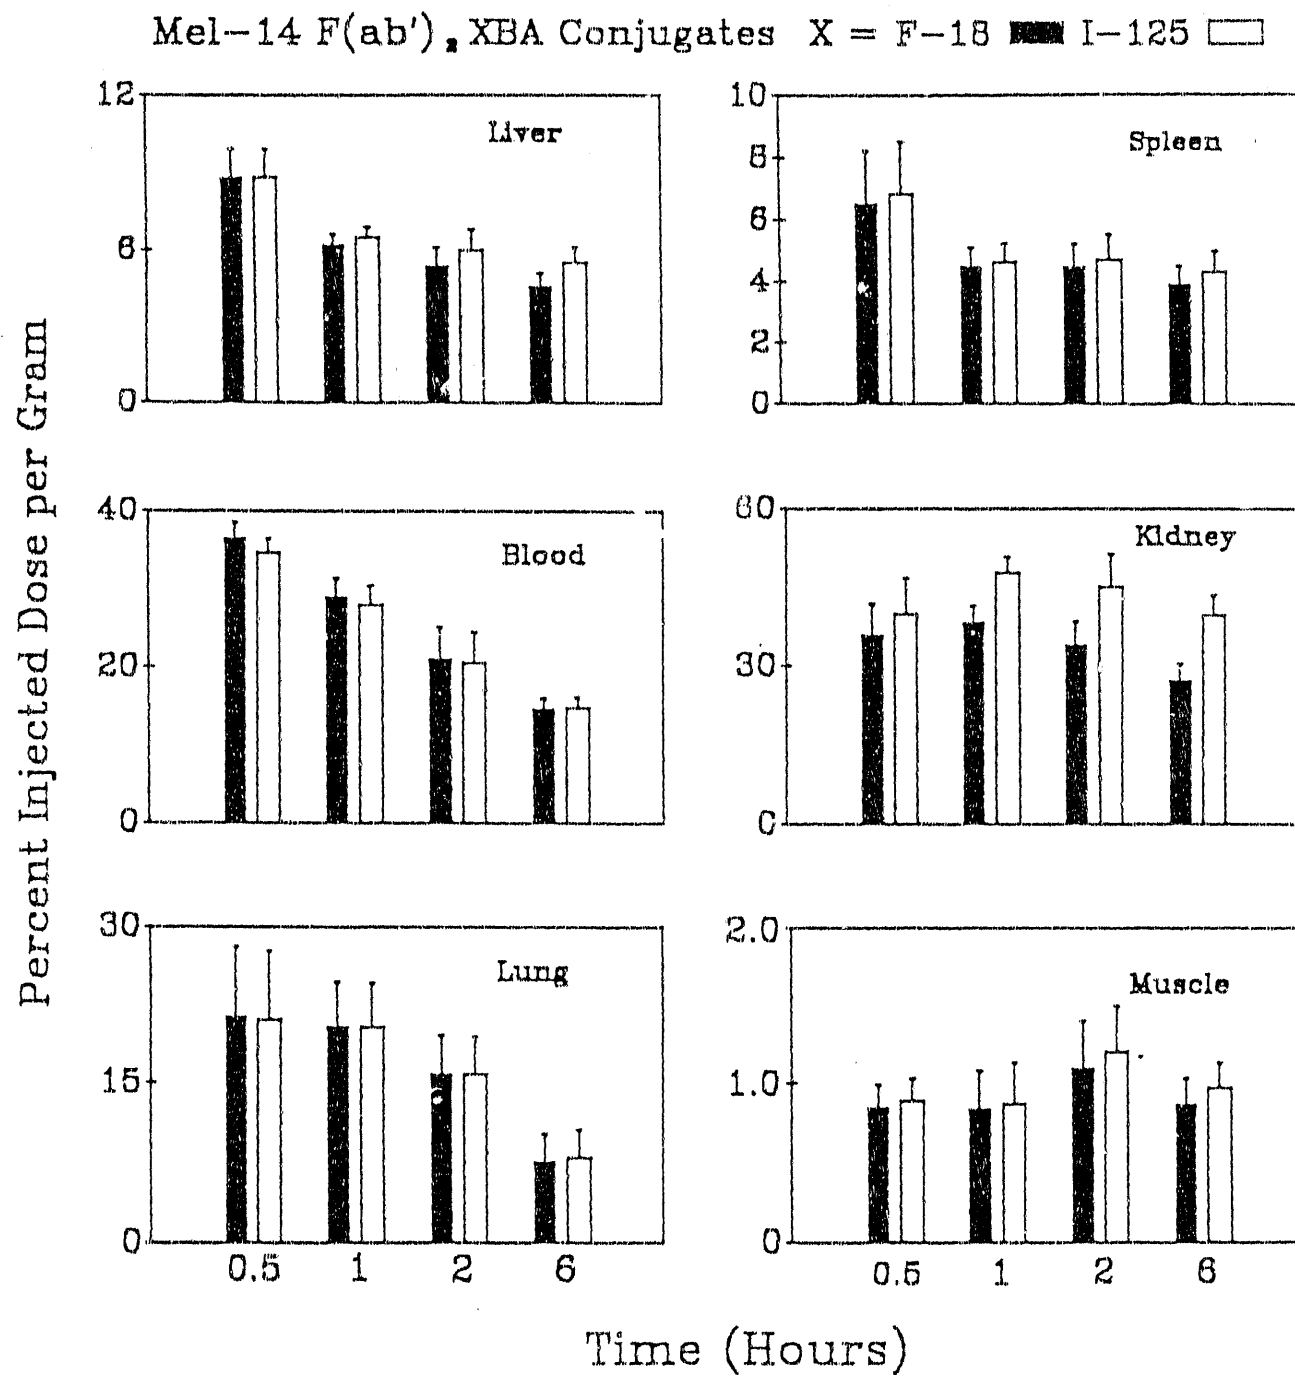 Mel-14 F(ab')₂ XBA Conjugates X = F-18 I-125
Percent Injected Dose per Gram
12
6
0
Liver
10
8
6
4
2
0
Spleen
40
20
0
Blood
60
30
0
Kidney
30
15
0
Lung
0.5 1 2 6
2.0
1.0
0
Muscle
0.5 1 2 6
Time (Hours)